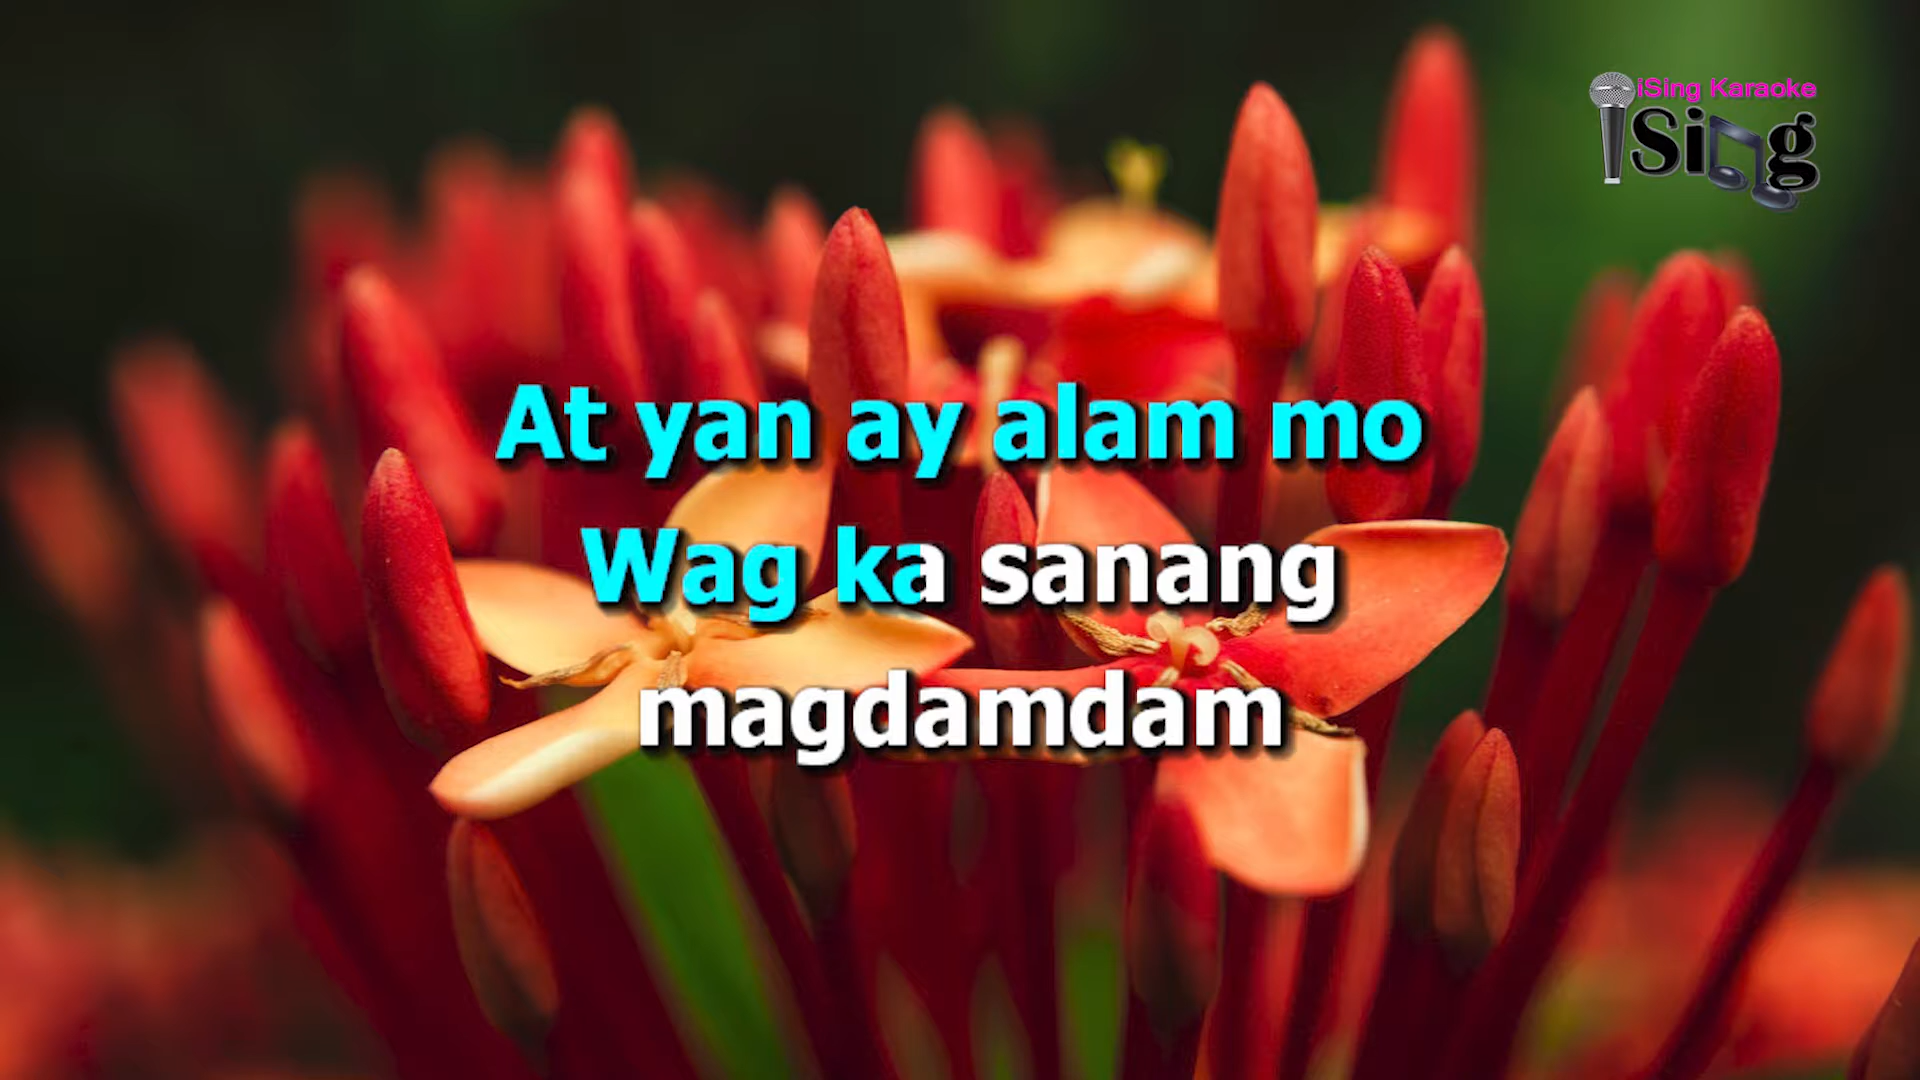 iSing Karaoke
iSing
At yan ay alam mo
Wag ka sanang
magdamdam